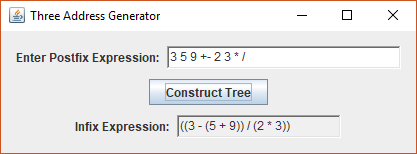 Three Address Generator
Enter Postfix Expression: 3 5 9 +- 2 3 * /
Construct Tree
Infix Expression: ((3 - (5 + 9)) / (2 * 3))